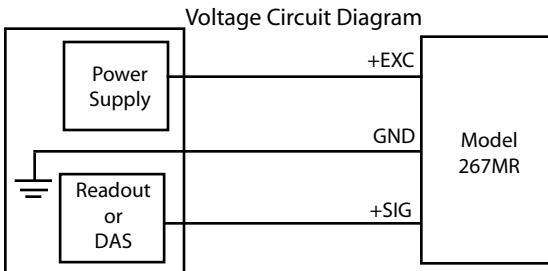 Voltage Circuit Diagram
Power
Supply
+EXC
GND
Model
267MR
Readout
or
DAS
+SIG